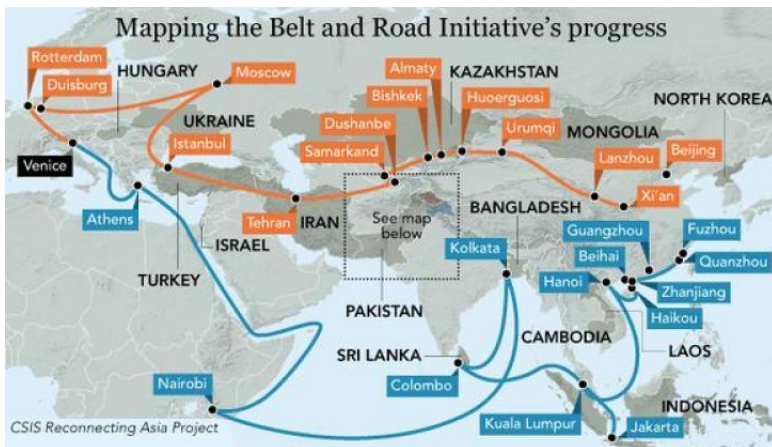 Mapping the Belt and Road Initiative's progress
Rotterdam
Duisburg
HUNGARY
Moscow
Almaty
KAZAKHSTAN
Bishkek
Huoerguosi
NORTH KOREA
UKRAINE
Dushanbe
Urumqi
MONGOLIA
Istanbul
Samarkand
Beijing
Venice
Lanzhou
Athens
Tehran
IRAN
See map
below
BANGLADESH
Xi'an
ISRAEL
Guangzhou
Fuzhou
Kolkata
Beihai
Quanzhou
TURKEY
Hanoi
Zhanjiang
PAKISTAN
Haikou
CAMBODIA
SRI LANKA
LAOS
Nairobi
Colombo
INDONESIA
CSIS Reconnecting Asia Project
Kuala Lumpur
Jakarta